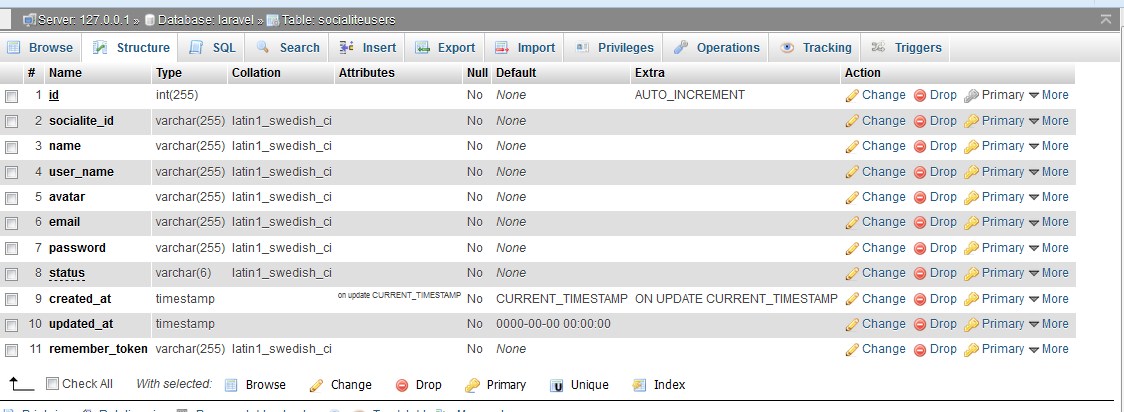 Server: 127.0.0.1 » Database: laravel » Table: socialiteusers
Browse Structure SQL Search Insert Export Import Privileges Operations Tracking Triggers
# Name Type Collation Attributes Null Default Extra Action
1 id int(255) No None AUTO_INCREMENT Change Drop Primary More
2 socialite_id varchar(255) latin1_swedish_ci No None Change Drop Primary More
3 name varchar(255) latin1_swedish_ci No None Change Drop Primary More
4 user_name varchar(255) latin1_swedish_ci No None Change Drop Primary More
5 avatar varchar(255) latin1_swedish_ci No None Change Drop Primary More
6 email varchar(255) latin1_swedish_ci No None Change Drop Primary More
7 password varchar(255) latin1_swedish_ci No None Change Drop Primary More
8 status varchar(6) latin1_swedish_ci No None Change Drop Primary More
9 created_at timestamp on update CURRENT_TIMESTAMP No CURRENT_TIMESTAMP ON UPDATE CURRENT_TIMESTAMP Change Drop Primary More
10 updated_at timestamp No 0000-00-00 00:00:00 Change Drop Primary More
11 remember_token varchar(255) latin1_swedish_ci No None Change Drop Primary More
Check All With selected: Browse Change Drop Primary Unique Index